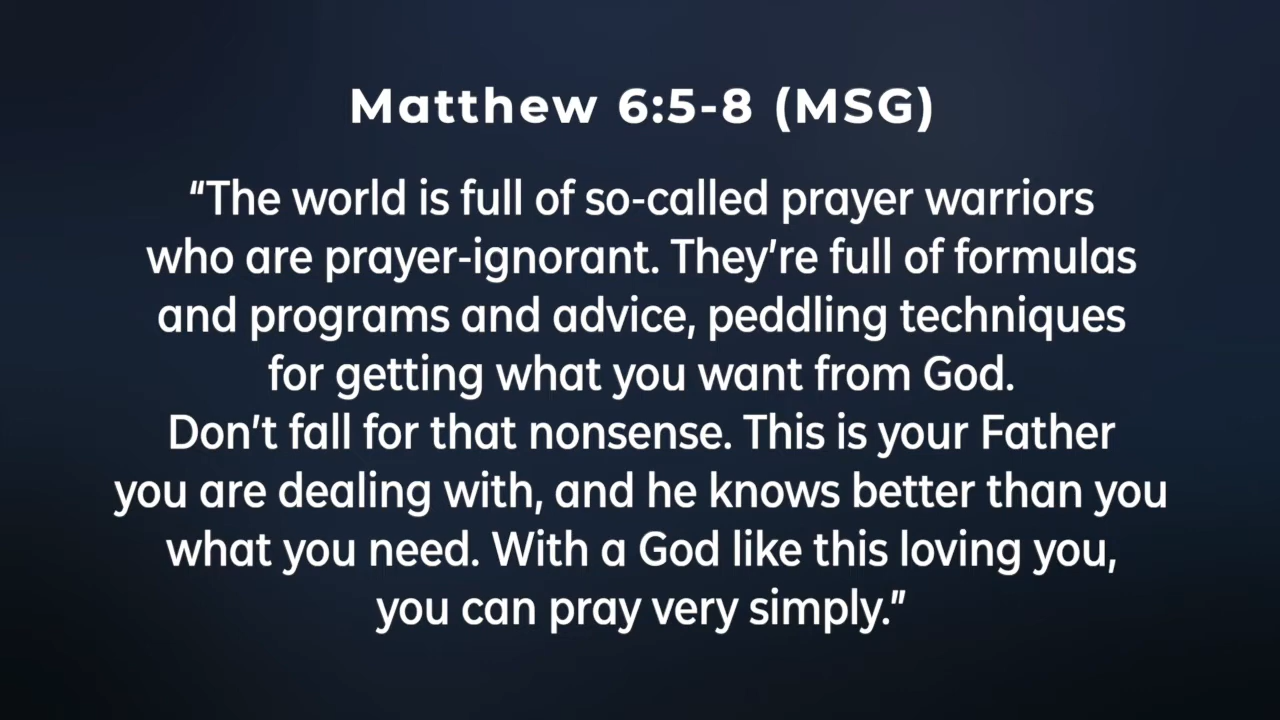 Matthew 6:5-8 (MSG)
“The world is full of so-called prayer warriors
who are prayer-ignorant. They’re full of formulas
and programs and advice, peddling techniques
for getting what you want from God.
Don’t fall for that nonsense. This is your Father
you are dealing with, and he knows better than you
what you need. With a God like this loving you,
you can pray very simply.”